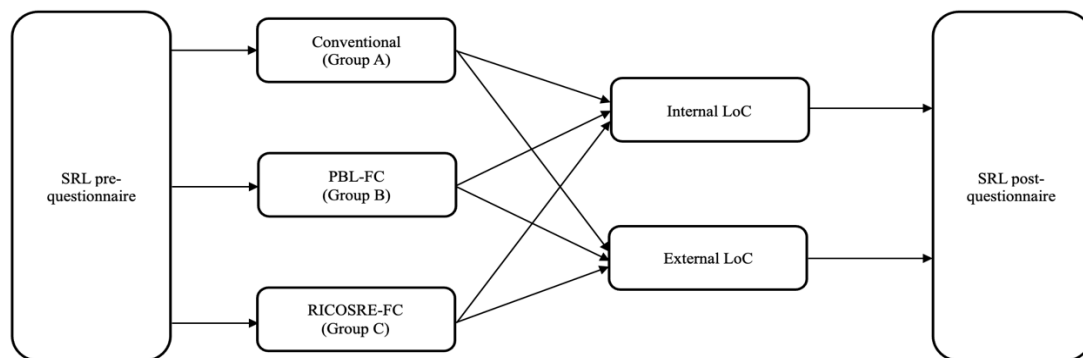 SRL pre-
questionnaire
Conventional
(Group A)
PBL-FC
(Group B)
RICOSRE-FC
(Group C)
Internal LoC
External LoC
SRL post-
questionnaire